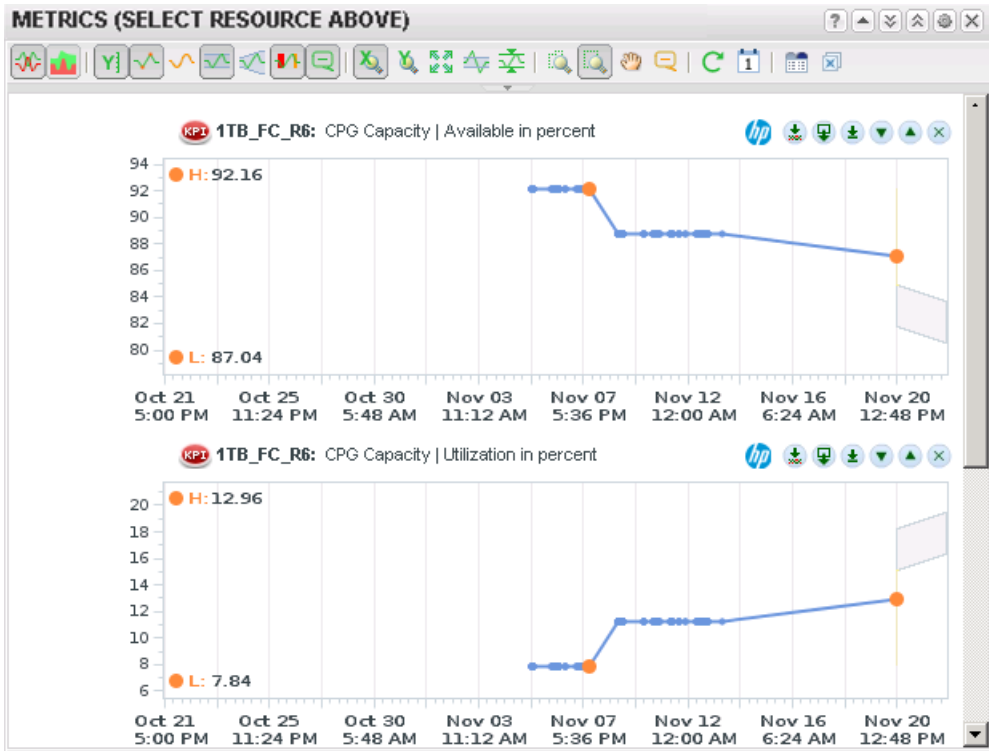 METRICS (SELECT RESOURCE ABOVE)
?
Y
1
KPI 1TB_FC_R6: CPG Capacity | Available in percent hp
94
92
90
88
86
84
82
80
H: 92.16
L: 87.04
Oct 21 Oct 25 Oct 30 Nov 03 Nov 07 Nov 12 Nov 16 Nov 20
5:00 PM 11:24 PM 5:48 AM 11:12 AM 5:36 PM 12:00 AM 6:24 AM 12:48 PM
KPI 1TB_FC_R6: CPG Capacity | Utilization in percent hp
20
18
16
14
12
10
8
6
H: 12.96
L: 7.84
Oct 21 Oct 25 Oct 30 Nov 03 Nov 07 Nov 12 Nov 16 Nov 20
5:00 PM 11:24 PM 5:48 AM 11:12 AM 5:36 PM 12:00 AM 6:24 AM 12:48 PM